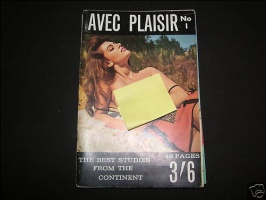 AVEC PLAISIR No
1
THE BEST STUDIES
FROM THE
CONTINENT
48 PAGES
3/6